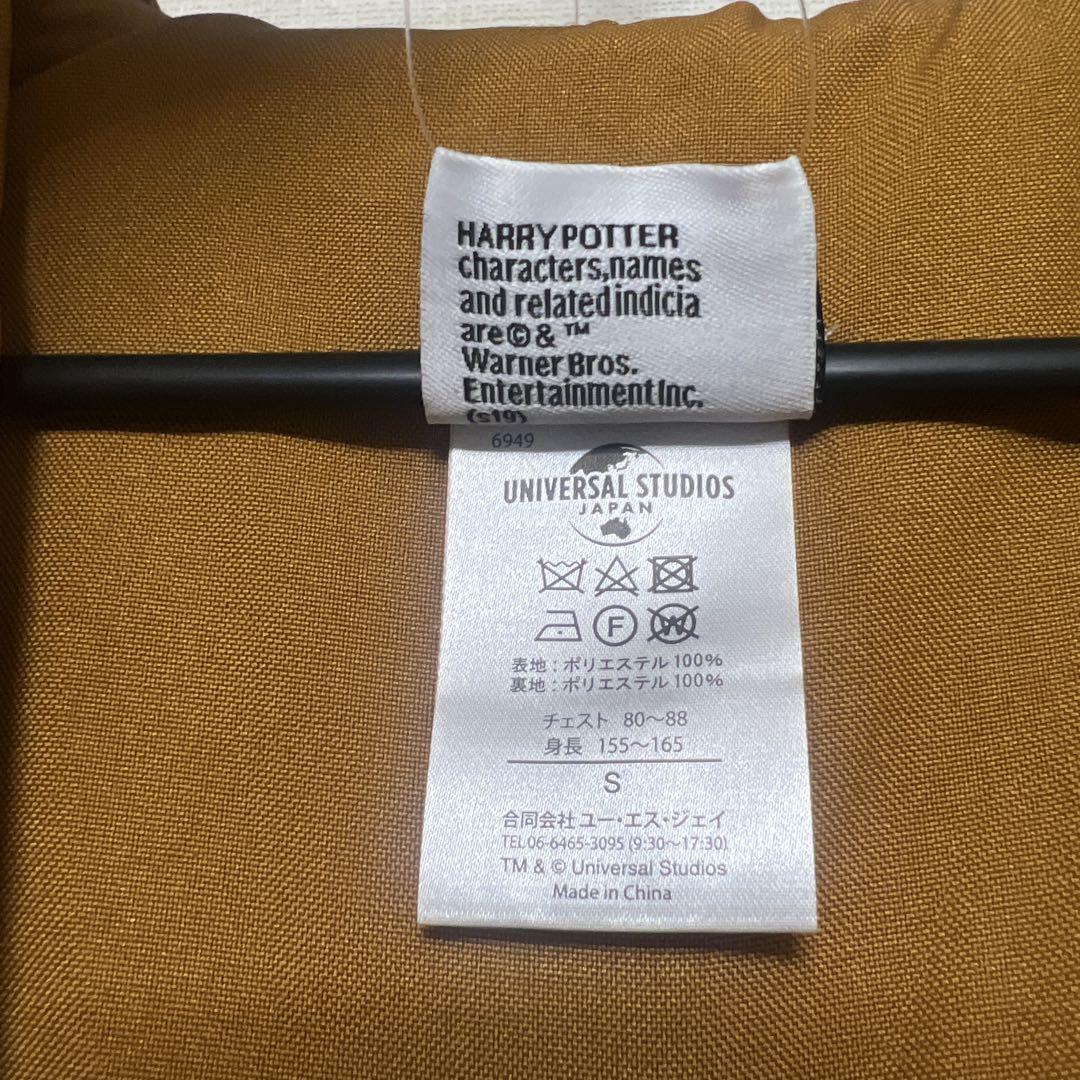 HARRY POTTER
characters,names
and related indicia
are © & ™
Warner Bros.
Entertainment Inc.
(s19)
6949
UNIVERSAL STUDIOS
JAPAN
F
W
表地 : ポリエステル 100%
裏地 : ポリエステル 100%
チェスト 80〜88
身長 155〜165
S
合同会社 ユー・エス・ジェイ
TEL 06-6465-3095 (9:30〜17:30)
TM & © Universal Studios
Made in China